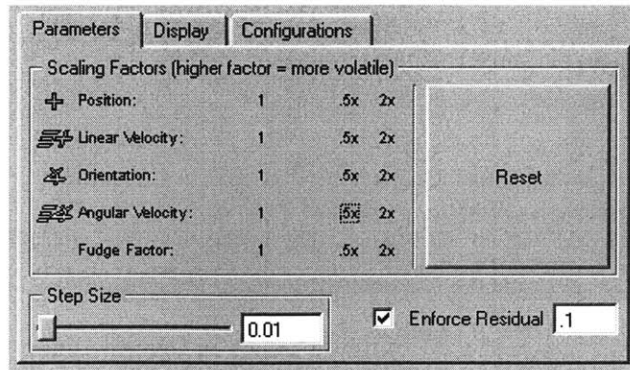 Parameters Display Configurations
Scaling Factors (higher factor = more volatile)
Position: 1 .5x 2x
Linear Velocity: 1 .5x 2x
Orientation: 1 .5x 2x
Angular Velocity: 1 .5x 2x
Fudge Factor: 1 .5x 2x
Reset
Step Size
0.01
Enforce Residual .1